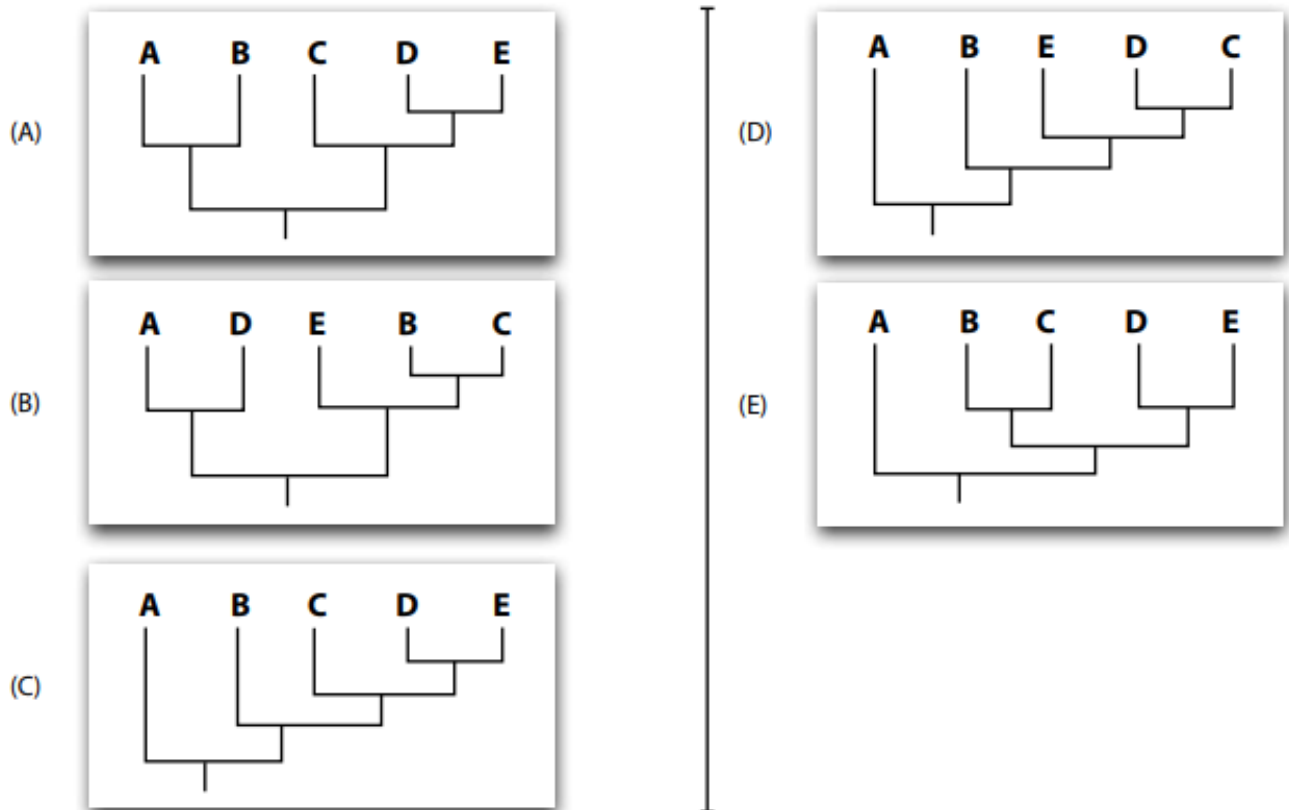 A B C D E
(A)
A D E B C
(B)
A B C D E
(C)
A B E D C
(D)
A B C D E
(E)